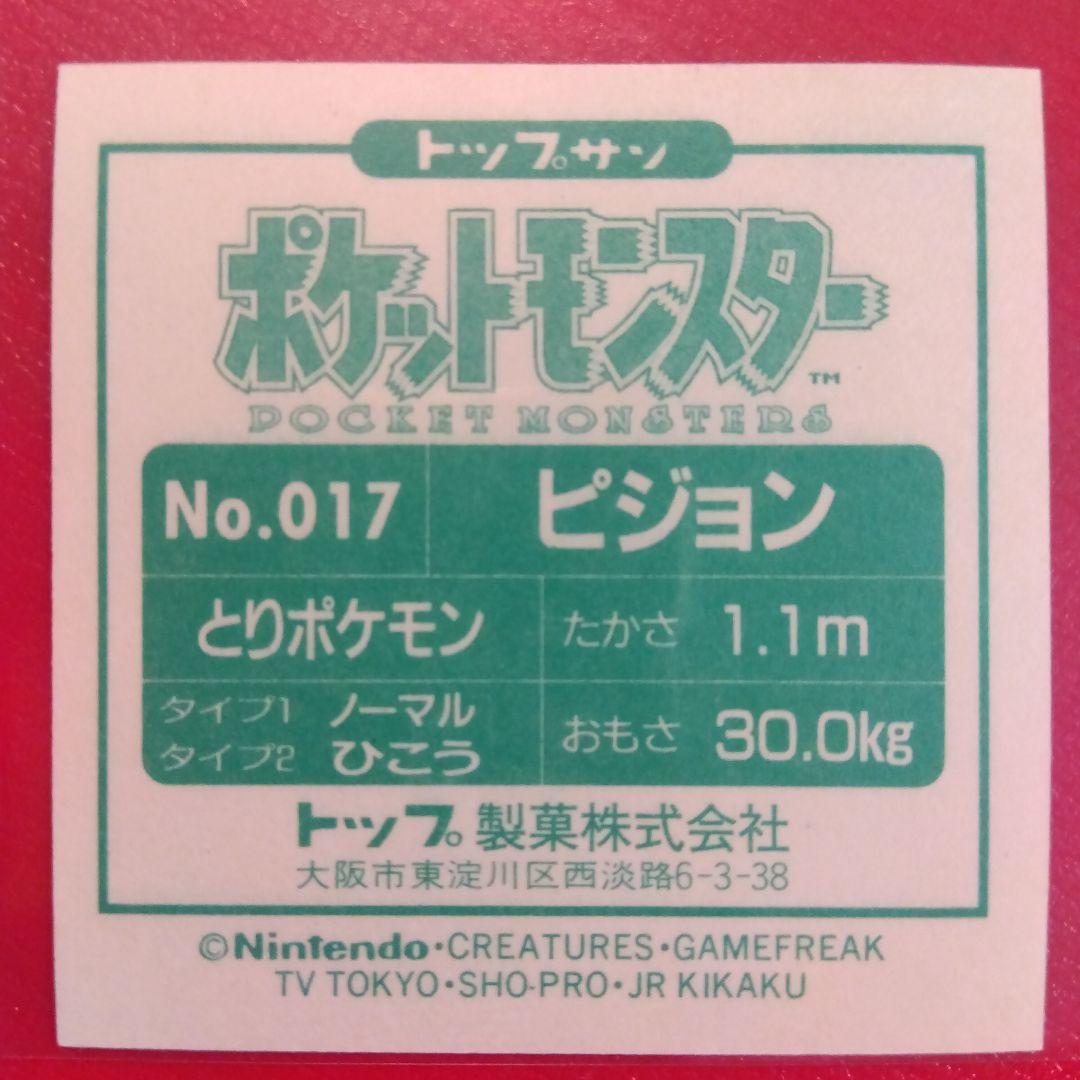 トップサン
ポケットモンスター™
POCKET MONSTERS
No.017 ピジョン
とりポケモン たかさ 1.1m
タイプ1 ノーマル
タイプ2 ひこう
おもさ 30.0kg
トップ製菓株式会社
大阪市東淀川区西淡路6-3-38
©Nintendo・CREATURES・GAMEFREAK
TV TOKYO・SHO-PRO・JR KIKAKU